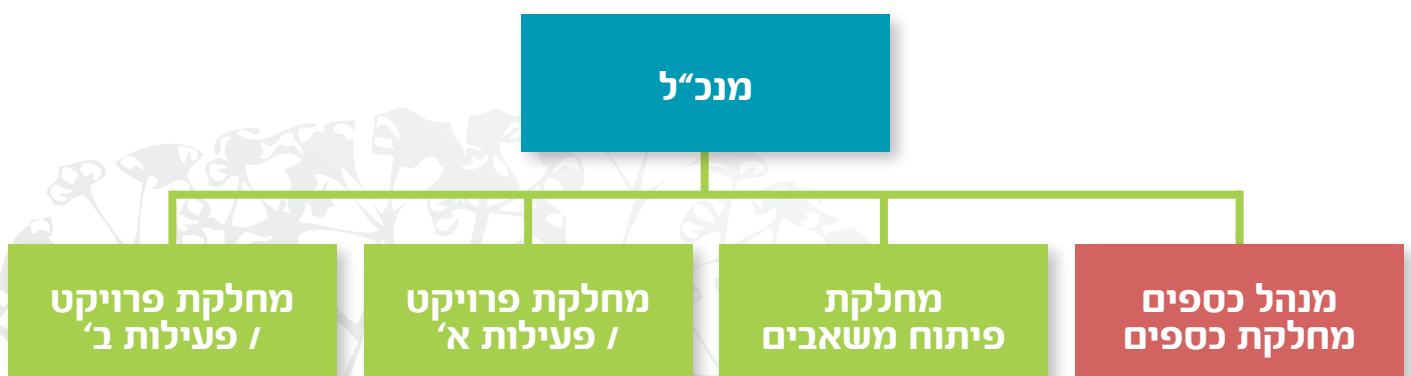 מנכ“ל
מנהל כספים
מחלקת כספים
מחלקת
פיתוח משאבים
מחלקת פרויקט
/ פעילות א‘
מחלקת פרויקט
/ פעילות ב‘